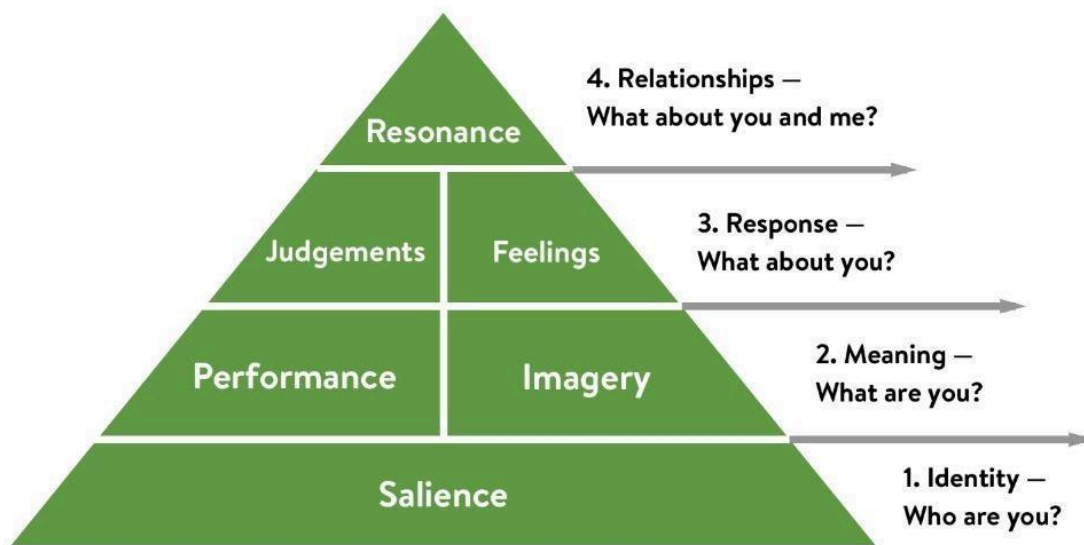 Resonance
4. Relationships —
What about you and me?
Judgements
Feelings
3. Response —
What about you?
Performance
Imagery
2. Meaning —
What are you?
Salience
1. Identity —
Who are you?